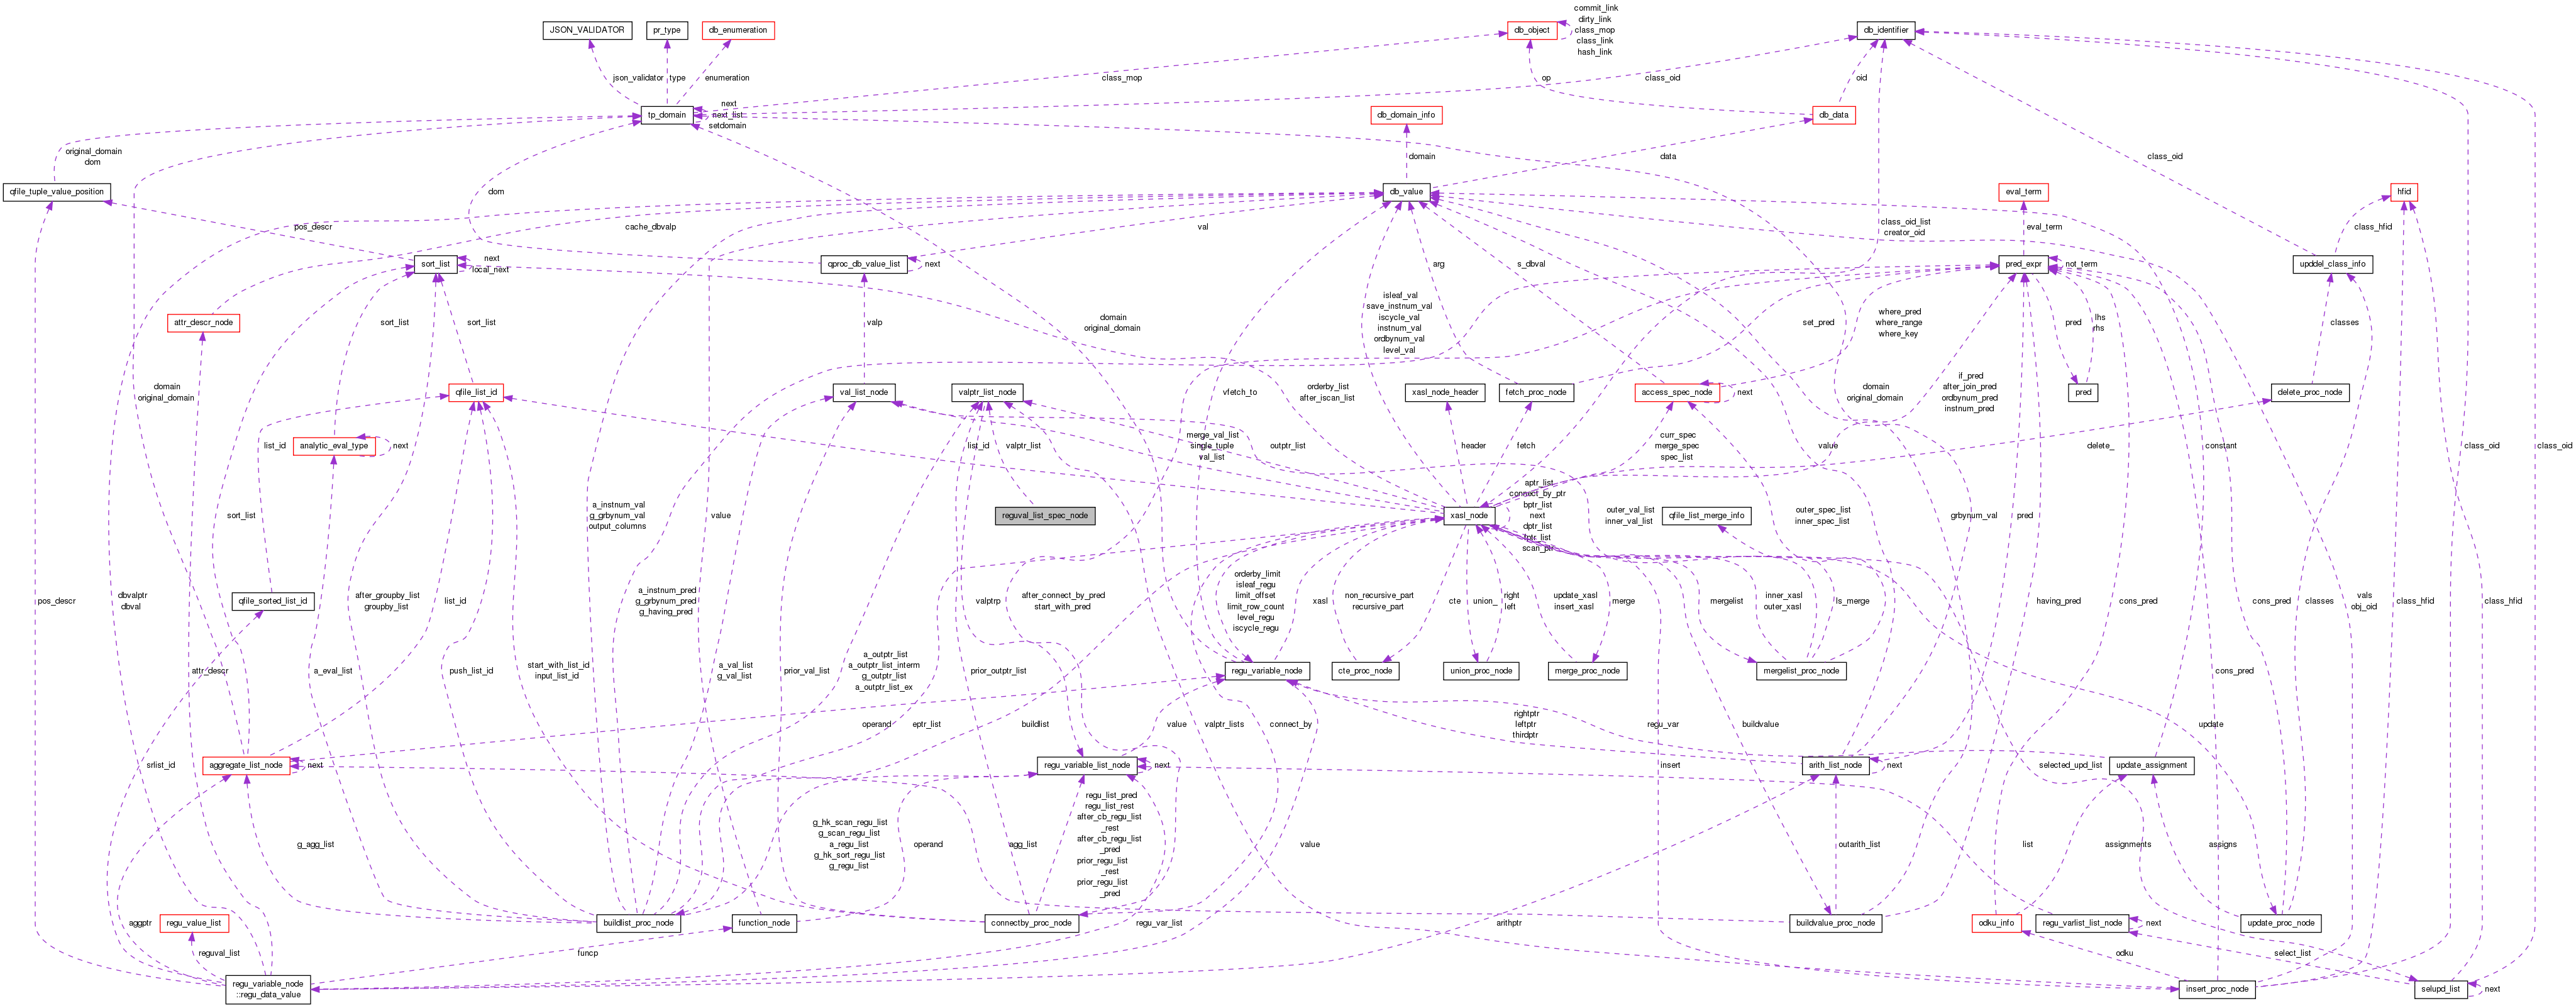 commit_link
dirty_link
class_mop
class_link
hash_link
JSON_VALIDATOR
pr_type
db_enumeration
db_object
db_identifier
json_validator
type
enumeration
class_mop
op
class_oid
oid
next
next_list
setdomain
tp_domain
db_domain_info
db_data
original_domain
dom
domain
data
class_oid
qfile_tuple_value_position
dom
db_value
eval_term
hfid
pos_descr
cache_dbvalp
val
class_oid_list
creator_oid
eval_term
class_hfid
sort_list
next
local_next
qproc_db_value_list
next
arg
s_dbval
pred_expr
not_term
upddel_class_info
attr_descr_node
sort_list
sort_list
valp
domain
original_domain
isleaf_val
save_instnum_val
iscycle_val
instnum_val
ordbynum_val
level_val
set_pred
where_pred
where_range
where_key
pred
lhs
rhs
classes
domain
original_domain
qfile_list_id
val_list_node
valptr_list_node
vfetch_to
orderby_list
after_iscan_list
xasl_node_header
fetch_proc_node
access_spec_node
next
domain
original_domain
if_pred
after_join_pred
ordbynum_pred
instnum_pred
pred
delete_proc_node
list_id
analytic_eval_type
next
list_id
valptr_list
merge_val_list
single_tuple
val_list
outptr_list
header
fetch
curr_spec
merge_spec
spec_list
value
delete_
constant
sort_list
a_instnum_val
g_grbynum_val
output_columns
value
reguval_list_spec_node
xasl_node
aptr_list
connect_by_ptr
bptr_list
next
dptr_list
fptr_list
scan_ptr
outer_val_list
inner_val_list
qfile_list_merge_info
outer_spec_list
inner_spec_list
grbynum_val
pred
class_oid
class_oid
pos_descr
dbvalptr
dbval
qfile_sorted_list_id
after_groupby_list
groupby_list
list_id
a_instnum_pred
g_grbynum_pred
g_having_pred
valptrp
after_connect_by_pred
start_with_pred
orderby_limit
isleaf_regu
limit_offset
limit_row_count
level_regu
iscycle_regu
xasl
non_recursive_part
recursive_part
cte
union_
right
left
update_xasl
insert_xasl
merge
mergelist
inner_xasl
outer_xasl
ls_merge
having_pred
cons_pred
cons_pred
classes
vals
obj_oid
class_hfid
class_hfid
attr_descr
a_eval_list
push_list_id
start_with_list_id
input_list_id
a_val_list
g_val_list
prior_val_list
a_outptr_list
a_outptr_list_interm
g_outptr_list
a_outptr_list_ex
prior_outptr_list
regu_variable_node
cte_proc_node
union_proc_node
merge_proc_node
mergelist_proc_node
cons_pred
srlist_id
aggregate_list_node
next
operand
eptr_list
buildlist
regu_variable_list_node
next
value
valptr_lists
connect_by
rightptr
leftptr
thirdptr
regu_var
buildvalue
insert
arith_list_node
next
selected_upd_list
update_assignment
update
g_agg_list
g_hk_scan_regu_list
g_scan_regu_list
a_regu_list
g_hk_sort_regu_list
g_regu_list
operand
agg_list
regu_list_pred
regu_list_rest
after_cb_regu_list
_rest
after_cb_regu_list
_pred
prior_regu_list
_rest
prior_regu_list
_pred
value
outarith_list
list
assignments
assigns
aggptr
regu_value_list
buildlist_proc_node
function_node
connectby_proc_node
regu_var_list
arithptr
buildvalue_proc_node
odku_info
regu_varlist_list_node
next
update_proc_node
reguval_list
funcp
odku
select_list
regu_variable_node
::regu_data_value
insert_proc_node
selupd_list
next